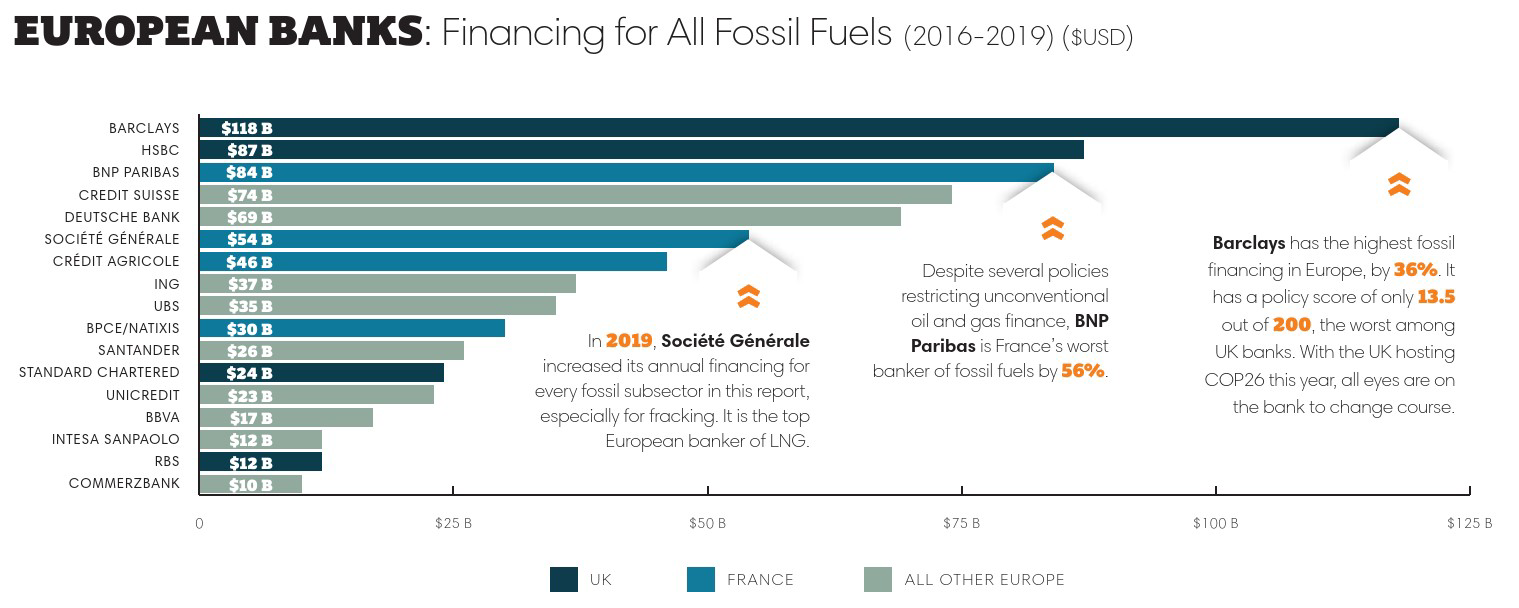 EUROPEAN BANKS: Financing for All Fossil Fuels (2016-2019) ($USD)
BARCLAYS $118 B
HSBC $87 B
BNP PARIBAS $84 B
CREDIT SUISSE $74 B
DEUTSCHE BANK $69 B
SOCIÉTÉ GÉNÉRALE $54 B
CRÉDIT AGRICOLE $46 B
ING $37 B
UBS $35 B
BPCE/NATIXIS $30 B
SANTANDER $26 B
STANDARD CHARTERED $24 B
UNICREDIT $23 B
BBVA $17 B
INTESA SANPAOLO $12 B
RBS $12 B
COMMERZBANK $10 B
In 2019, Société Générale
increased its annual financing for
every fossil subsector in this report,
especially for fracking. It is the top
European banker of LNG.
Despite several policies
restricting unconventional
oil and gas finance, BNP
Paribas is France's worst
banker of fossil fuels by 56%.
Barclays has the highest fossil
financing in Europe, by 36%. It
has a policy score of only 13.5
out of 200, the worst among
UK banks. With the UK hosting
COP26 this year, all eyes are on
the bank to change course.
0 $25 B $50 B $75 B $100 B $125 B
UK FRANCE ALL OTHER EUROPE